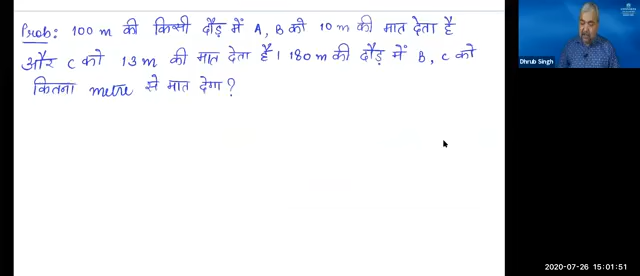 Prob: 100 m की किसी दौड़ में A, B को 10 m की मात देता है
और C को 13 m की मात देता है। 180 m की दौड़ में B, C को
कितना metre से मात देगा?
Dhrub Singh
2020-07-26 15:01:51